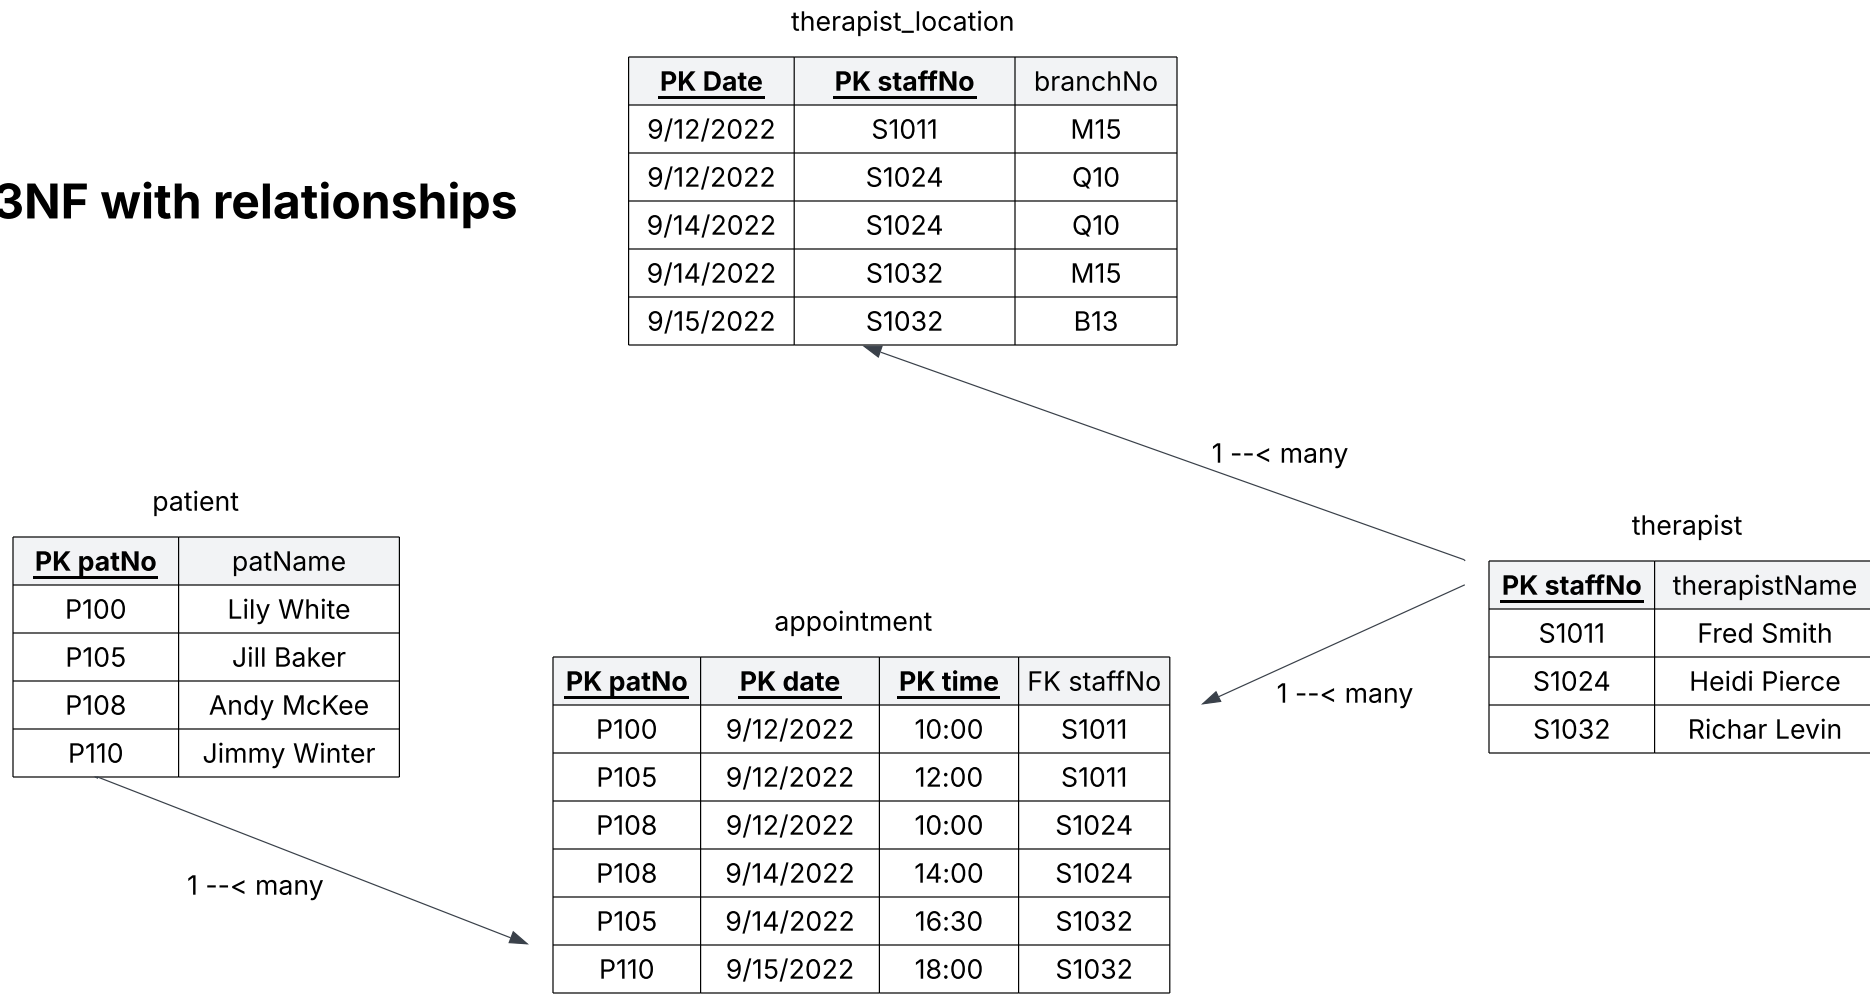 therapist_location
PK Date PK staffNo branchNo
9/12/2022 S1011 M15
9/12/2022 S1024 Q10
9/14/2022 S1024 Q10
9/14/2022 S1032 M15
9/15/2022 S1032 B13
3NF with relationships
1 --< many
patient
PK patNo patName
P100 Lily White
P105 Jill Baker
P108 Andy McKee
P110 Jimmy Winter
1 --< many
therapist
PK staffNo therapistName
S1011 Fred Smith
S1024 Heidi Pierce
S1032 Richar Levin
1 --< many
appointment
PK patNo PK date PK time FK staffNo
P100 9/12/2022 10:00 S1011
P105 9/12/2022 12:00 S1011
P108 9/12/2022 10:00 S1024
P108 9/14/2022 14:00 S1024
P105 9/14/2022 16:30 S1032
P110 9/15/2022 18:00 S1032